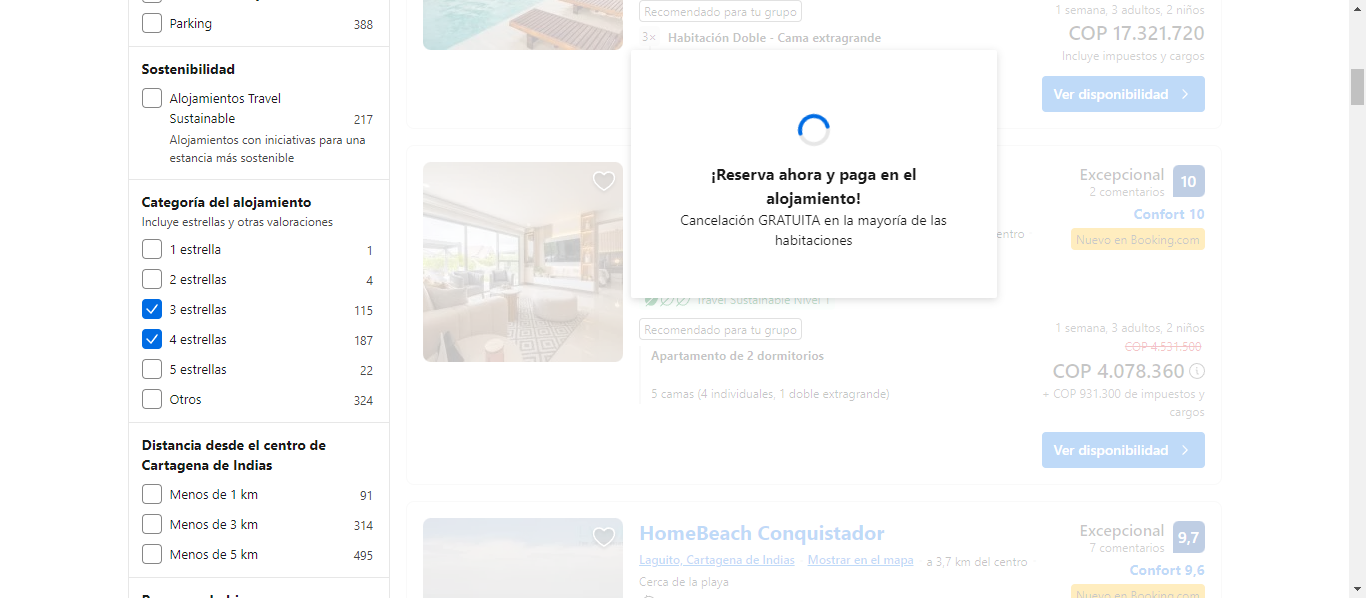 Parking 388
Sostenibilidad
Alojamientos Travel
Sustainable 217
Alojamientos con iniciativas para una
estancia más sostenible
Categoría del alojamiento
Incluye estrellas y otras valoraciones
1 estrella 1
2 estrellas 4
3 estrellas 115
4 estrellas 187
5 estrellas 22
Otros 324
Distancia desde el centro de
Cartagena de Indias
Menos de 1 km 91
Menos de 3 km 314
Menos de 5 km 495
Recomendado para tu grupo
3× Habitación Doble - Cama extragrande
1 semana, 3 adultos, 2 niños
COP 17.321.720
Incluye impuestos y cargos
Ver disponibilidad
¡Reserva ahora y paga en el
alojamiento!
Cancelación GRATUITA en la mayoría de las
habitaciones
Excepcional 10
2 comentarios
Confort 10
entro
Nuevo en Booking.com
Travel Sustainable Nivel 1
Recomendado para tu grupo
Apartamento de 2 dormitorios
5 camas (4 individuales, 1 doble extragrande)
1 semana, 3 adultos, 2 niños
COP 4.531.500
COP 4.078.360
+ COP 931.300 de impuestos y
cargos
Ver disponibilidad
HomeBeach Conquistador
Laguito, Cartagena de Indias Mostrar en el mapa a 3,7 km del centro
Cerca de la playa
Excepcional 9,7
7 comentarios
Confort 9,6
Nuevo en Booking.com